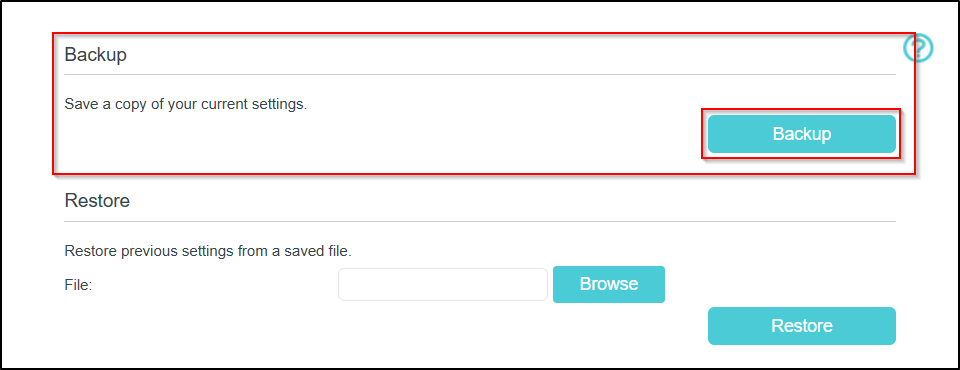 ?
Backup
Save a copy of your current settings.
Backup
Restore
Restore previous settings from a saved file.
File:
Browse
Restore